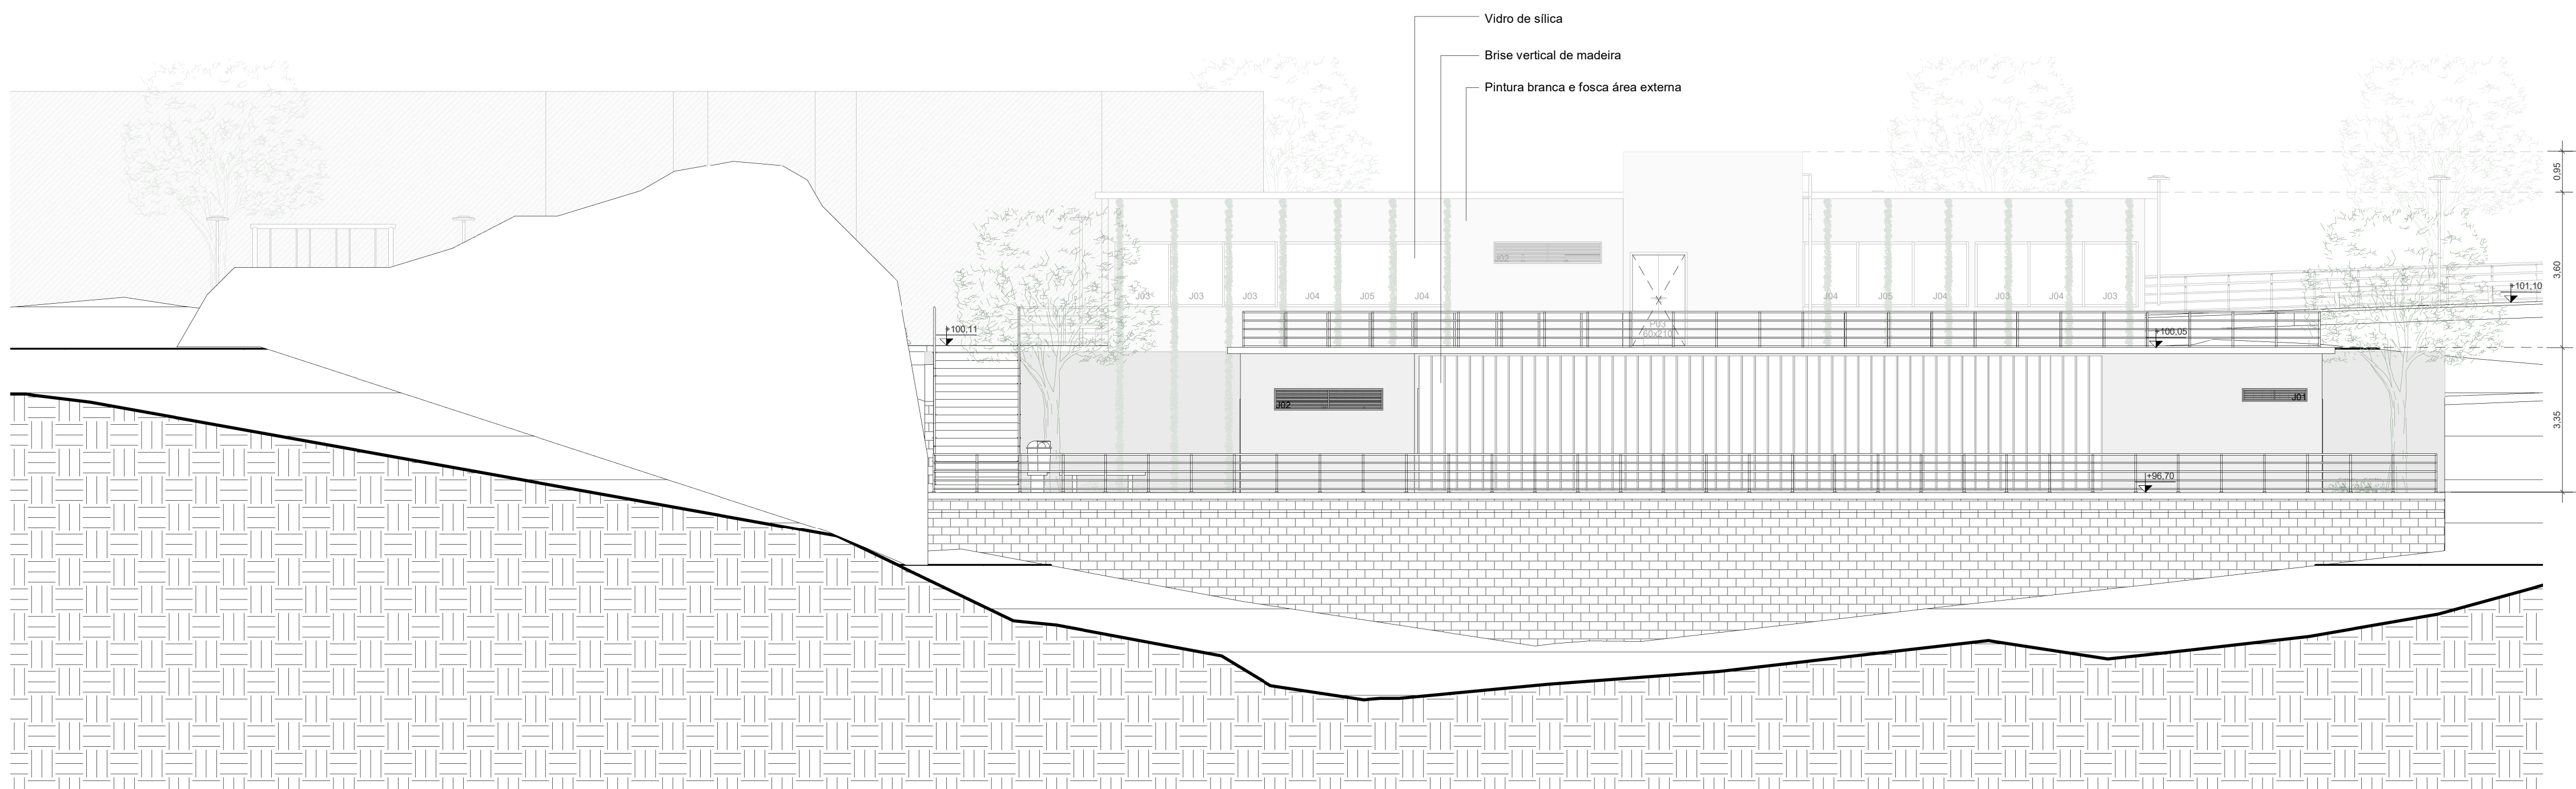 Vidro de sílica
Brise vertical de madeira
Pintura branca e fosca área externa
0,95
J02
3,60
+101,10
J03
J03
J03
J04
J05
J04
J04
J05
J04
J03
J04
J03
P03
60x210
+100,11
+100,05
J02
J01
3,35
+96,70